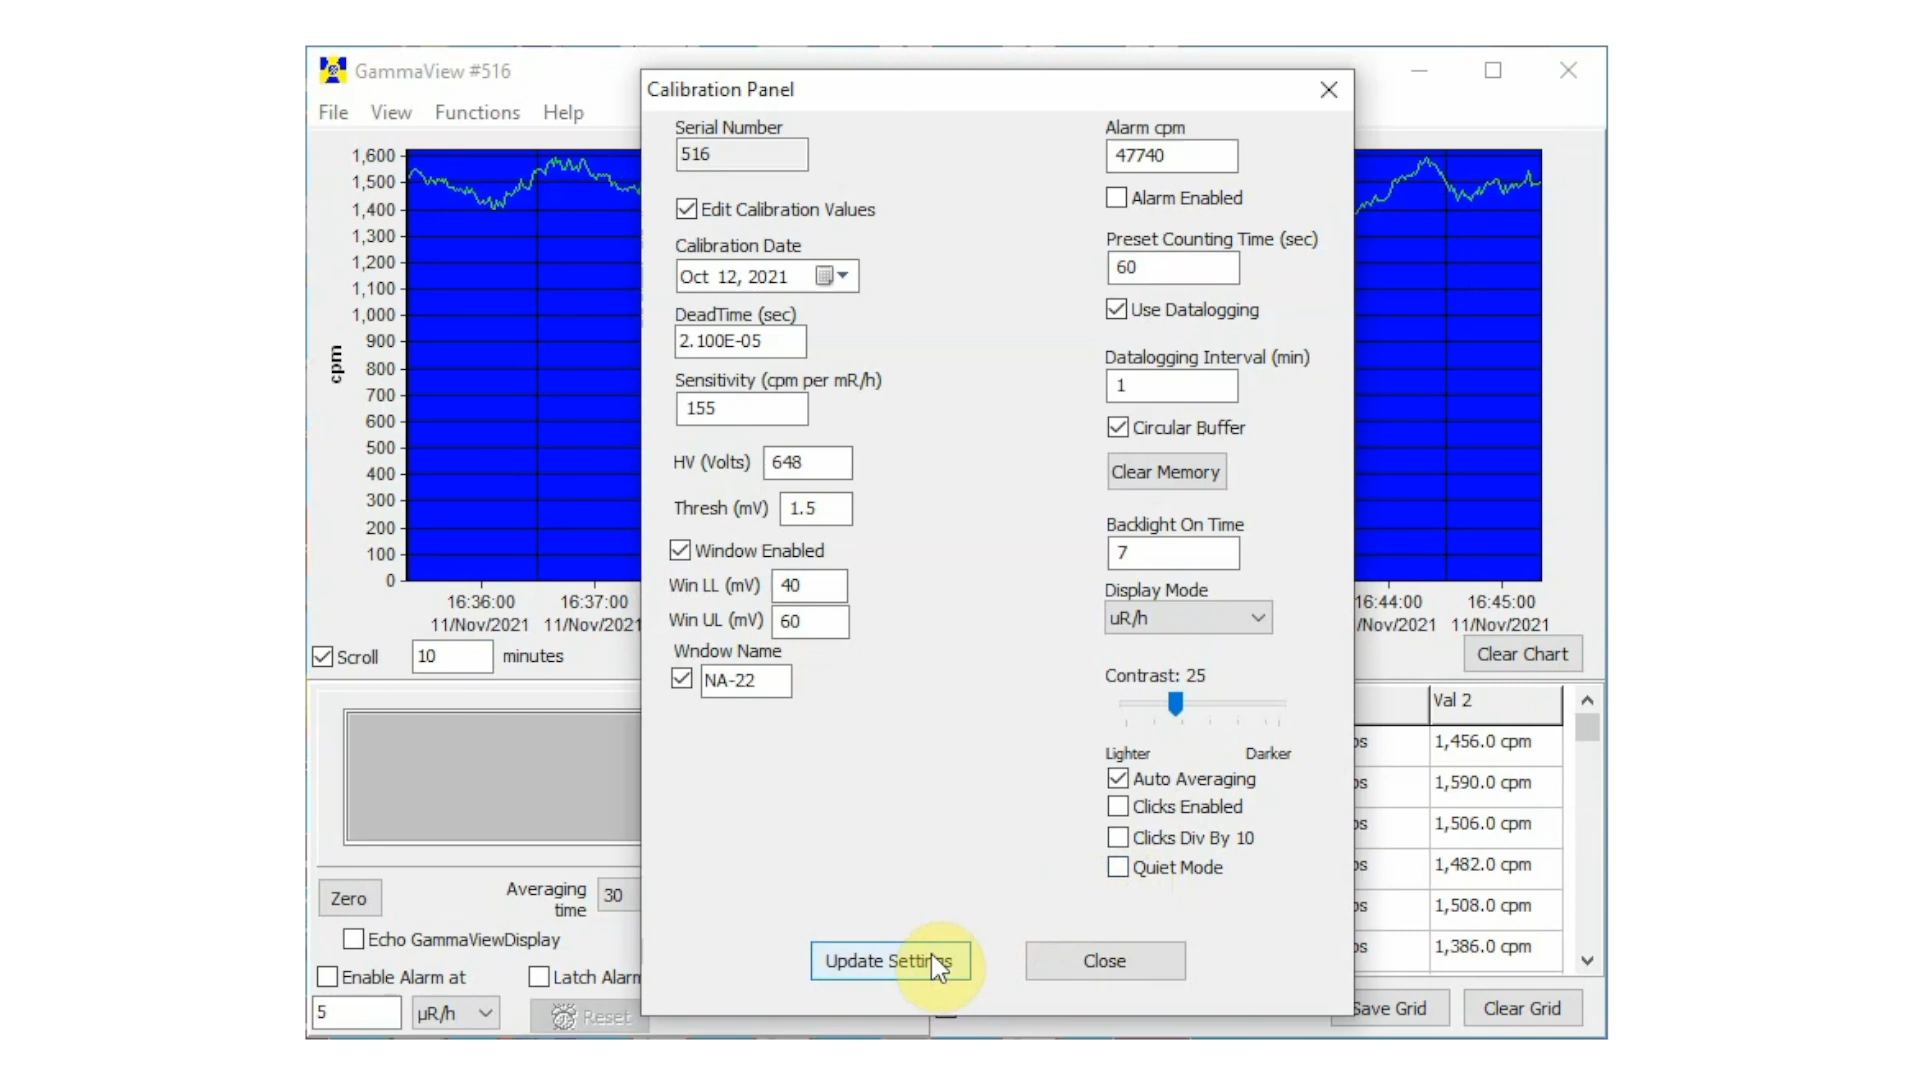 GammaView #516
File View Functions Help
1,600
1,500
1,400
1,300
1,200
1,100
1,000
900
800
700
600
500
400
300
200
100
0
cpm
16:36:00 16:37:00
11/Nov/2021 11/Nov/2021
16:44:00 16:45:00
/Nov/2021 11/Nov/2021
Scroll 10 minutes
Clear Chart
Calibration Panel
Serial Number
516
Edit Calibration Values
Calibration Date
Oct 12, 2021
DeadTime (sec)
2.100E-05
Sensitivity (cpm per mR/h)
155
HV (Volts) 648
Thresh (mV) 1.5
Window Enabled
Win LL (mV) 40
Win UL (mV) 60
Wndow Name
NA-22
Alarm cpm
47740
Alarm Enabled
Preset Counting Time (sec)
60
Use Datalogging
Datalogging Interval (min)
1
Circular Buffer
Clear Memory
Backlight On Time
7
Display Mode
uR/h
Contrast: 25
Lighter Darker
Auto Averaging
Clicks Enabled
Clicks Div By 10
Quiet Mode
Update Settings Close
Val 2
ps 1,456.0 cpm
ps 1,590.0 cpm
ps 1,506.0 cpm
ps 1,482.0 cpm
ps 1,508.0 cpm
ps 1,386.0 cpm
Zero
Averaging time 30
Echo GammaViewDisplay
Enable Alarm at Latch Alarm
5 µR/h Reset
Save Grid Clear Grid